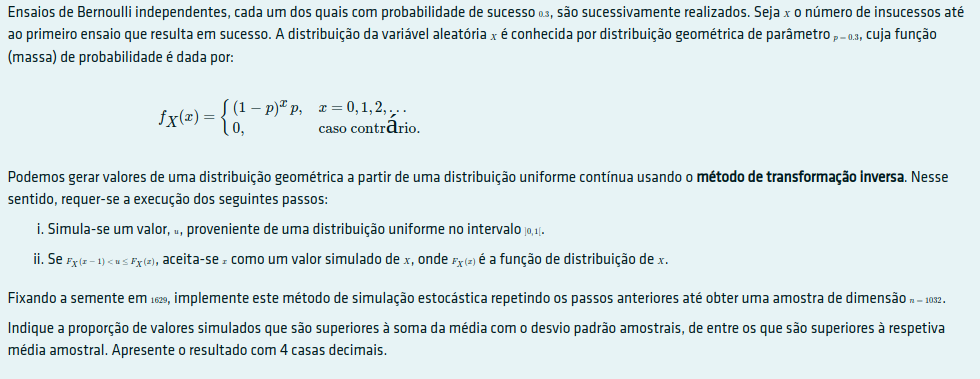 Ensaios de Bernoulli independentes, cada um dos quais com probabilidade de sucesso 0.3, são sucessivamente realizados. Seja X o número de insucessos até
ao primeiro ensaio que resulta em sucesso. A distribuição da variável aleatória X é conhecida por distribuição geométrica de parâmetro p = 0.3, cuja função
(massa) de probabilidade é dada por:
f_X(x) = { (1 − p)^x p, x = 0, 1, 2, …
0, caso contrário.
Podemos gerar valores de uma distribuição geométrica a partir de uma distribuição uniforme contínua usando o método de transformação inversa. Nesse
sentido, requer-se a execução dos seguintes passos:
i. Simula-se um valor, u, proveniente de uma distribuição uniforme no intervalo ]0,1[.
ii. Se F_X(x − 1) < u ≤ F_X(x), aceita-se x como um valor simulado de X, onde F_X(x) é a função de distribuição de X.
Fixando a semente em 1629, implemente este método de simulação estocástica repetindo os passos anteriores até obter uma amostra de dimensão n = 1032.
Indique a proporção de valores simulados que são superiores à soma da média com o desvio padrão amostrais, de entre os que são superiores à respetiva
média amostral. Apresente o resultado com 4 casas decimais.